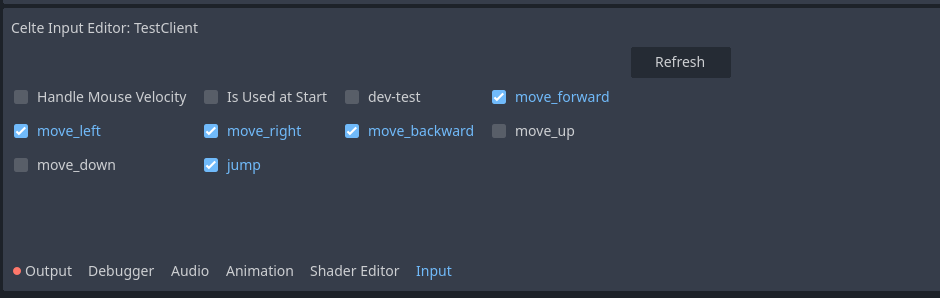 Celte Input Editor: TestClient
Refresh
Handle Mouse Velocity Is Used at Start dev-test move_forward
move_left move_right move_backward move_up
move_down jump
Output Debugger Audio Animation Shader Editor Input